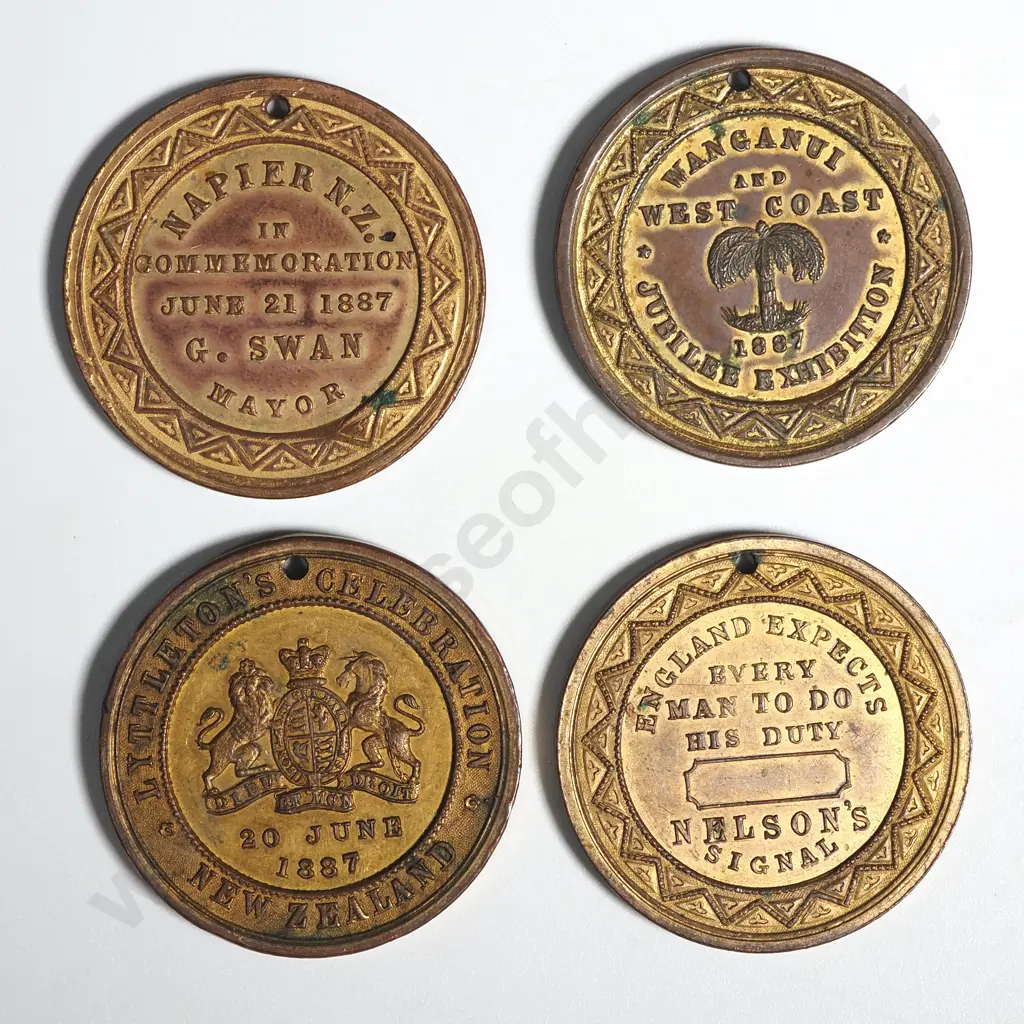 NAPIER N.Z.
IN
COMMEMORATION
JUNE 21 1887
G. SWAN
MAYOR
WANGANUI
AND
WEST COAST
1887
JUBILEE EXHIBITION
LYTTLETON'S CELEBRATION
DIEU ET MON DROIT
20 JUNE
1887
NEW ZEALAND
ENGLAND EXPECTS
EVERY
MAN TO DO
HIS DUTY
NELSON'S
SIGNAL